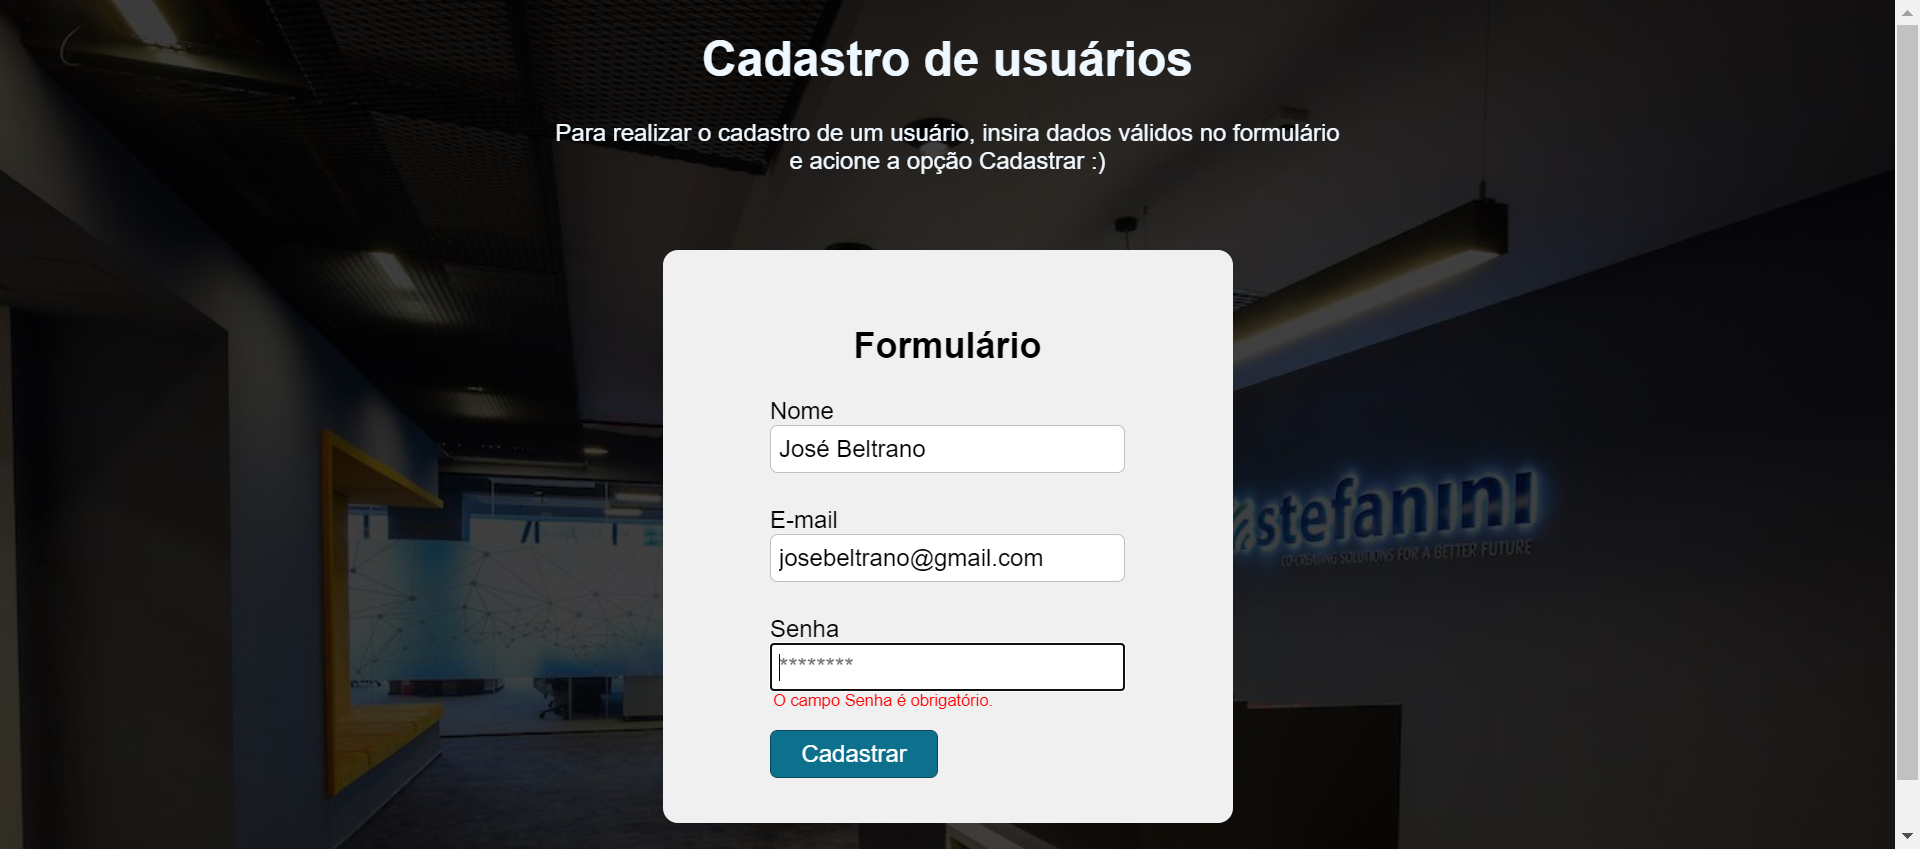 Cadastro de usuários
Para realizar o cadastro de um usuário, insira dados válidos no formulário
e acione a opção Cadastrar :)
Formulário
Nome
José Beltrano
E-mail
josebeltrano@gmail.com
Senha
********
O campo Senha é obrigatório.
Cadastrar
stefanini
CO-CREATING SOLUTIONS FOR A BETTER FUTURE